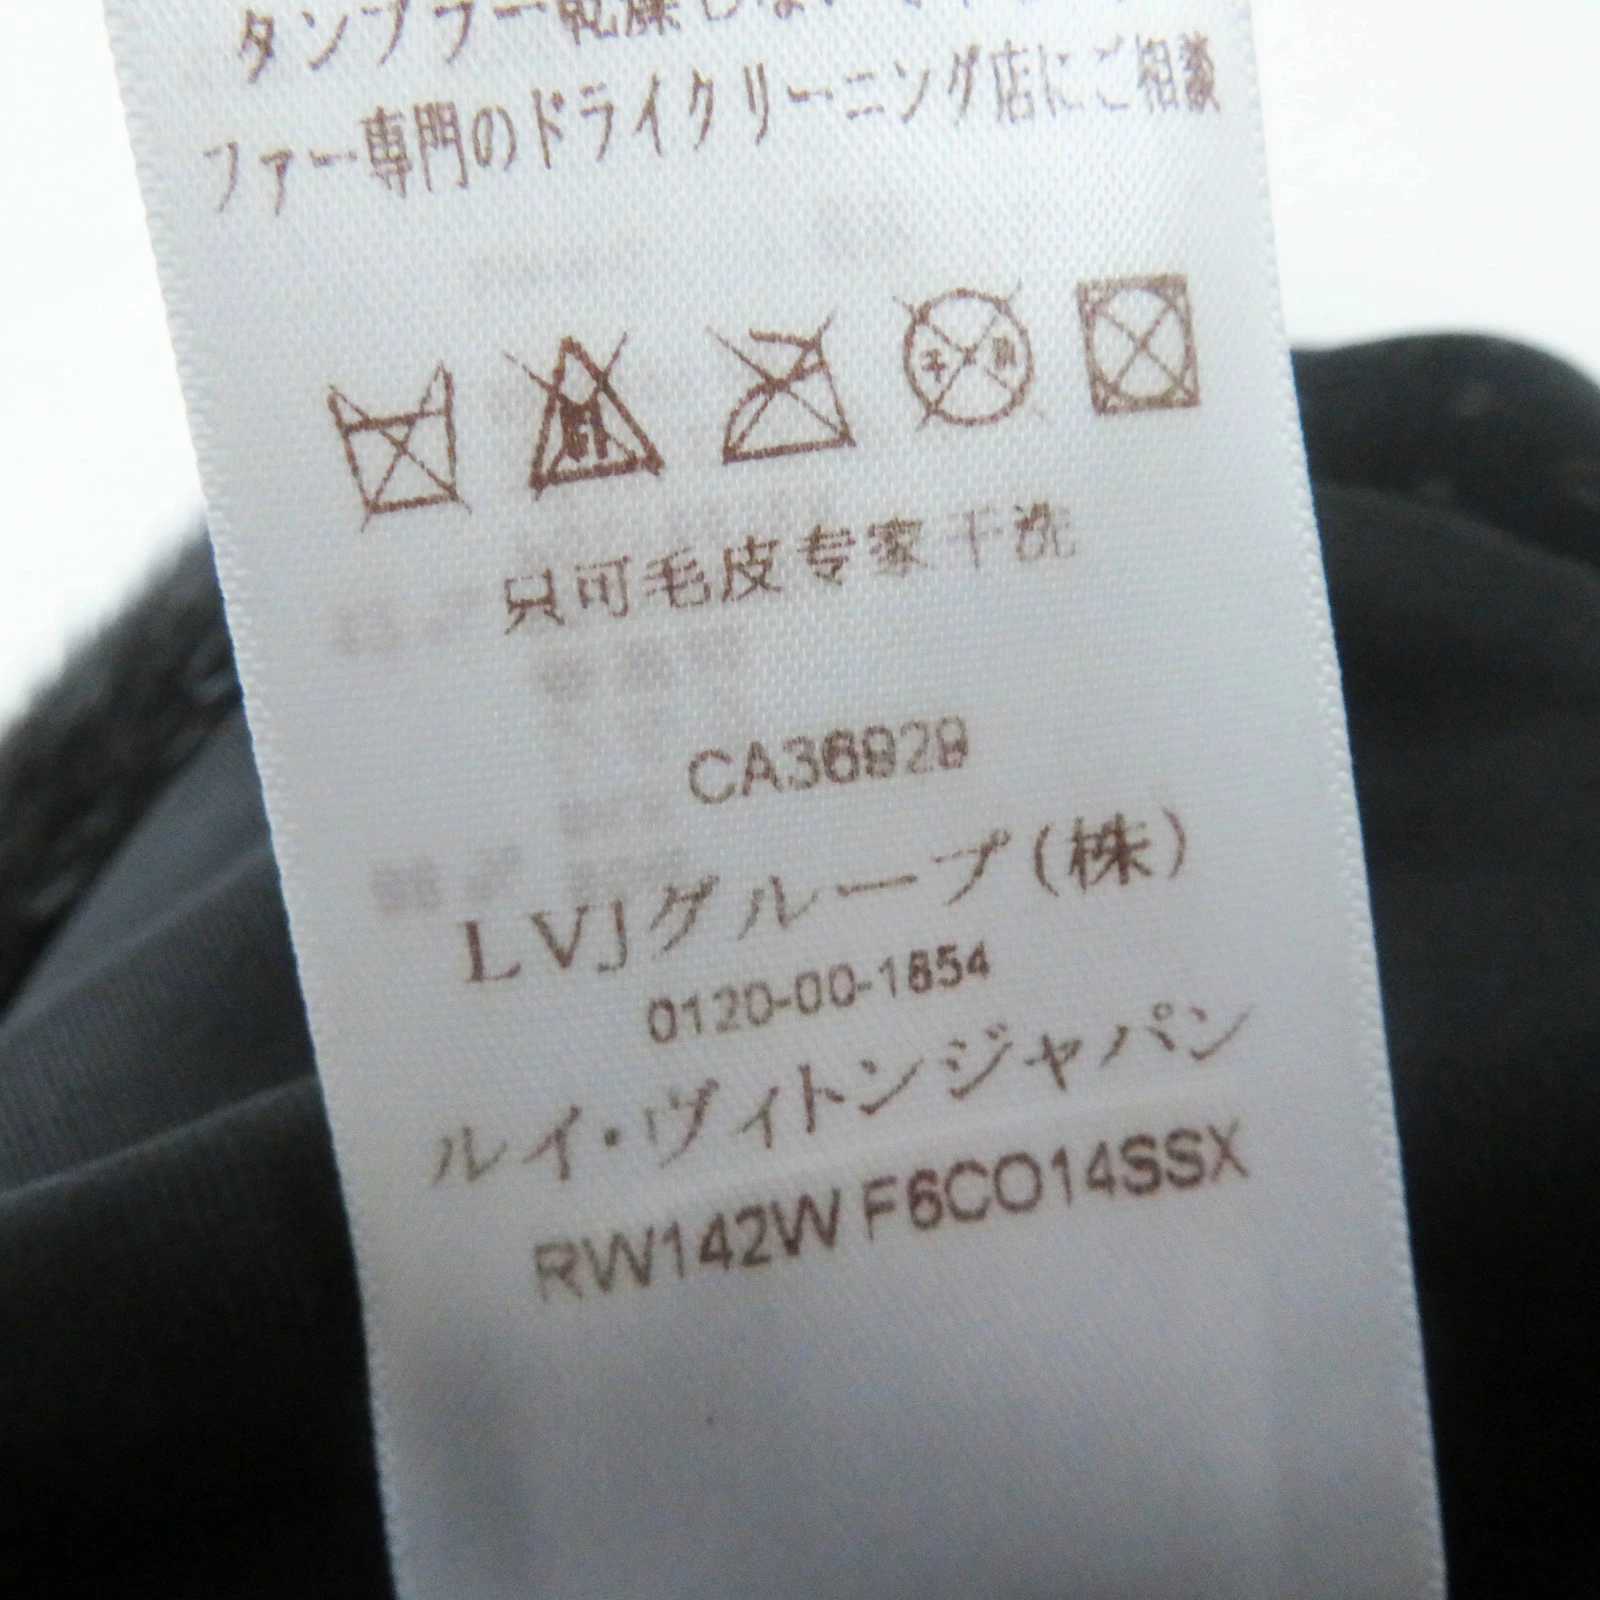 タンブラー乾燥しない
ファー専門のドライクリーニング店にご相談
只可毛皮专家干洗
CA36929
LVJグループ(株)
0120-00-1854
ルイ・ヴィトンジャパン
RW142W F6CO14SSX